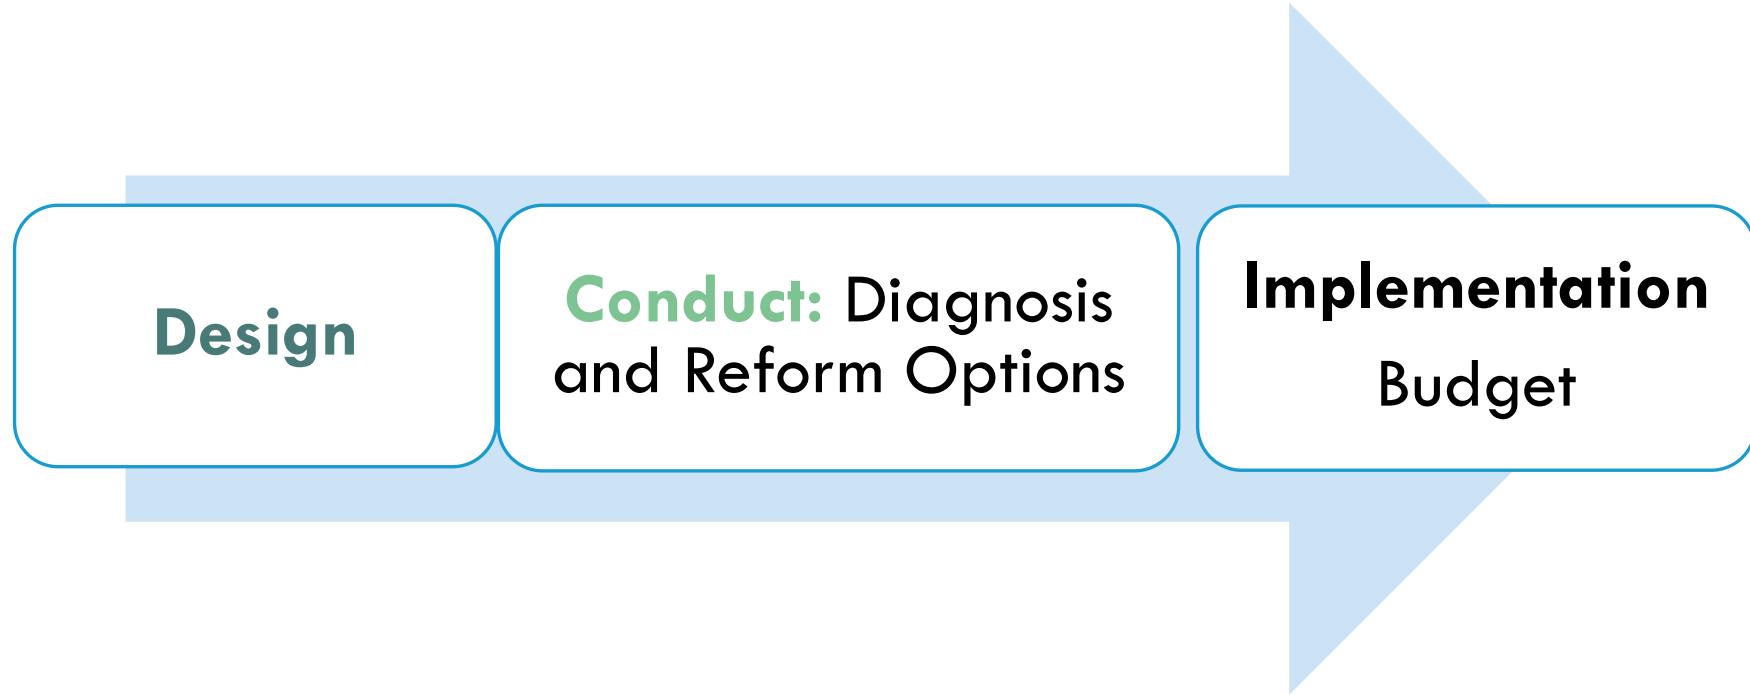 Design
Conduct: Diagnosis
and Reform Options
Implementation
Budget